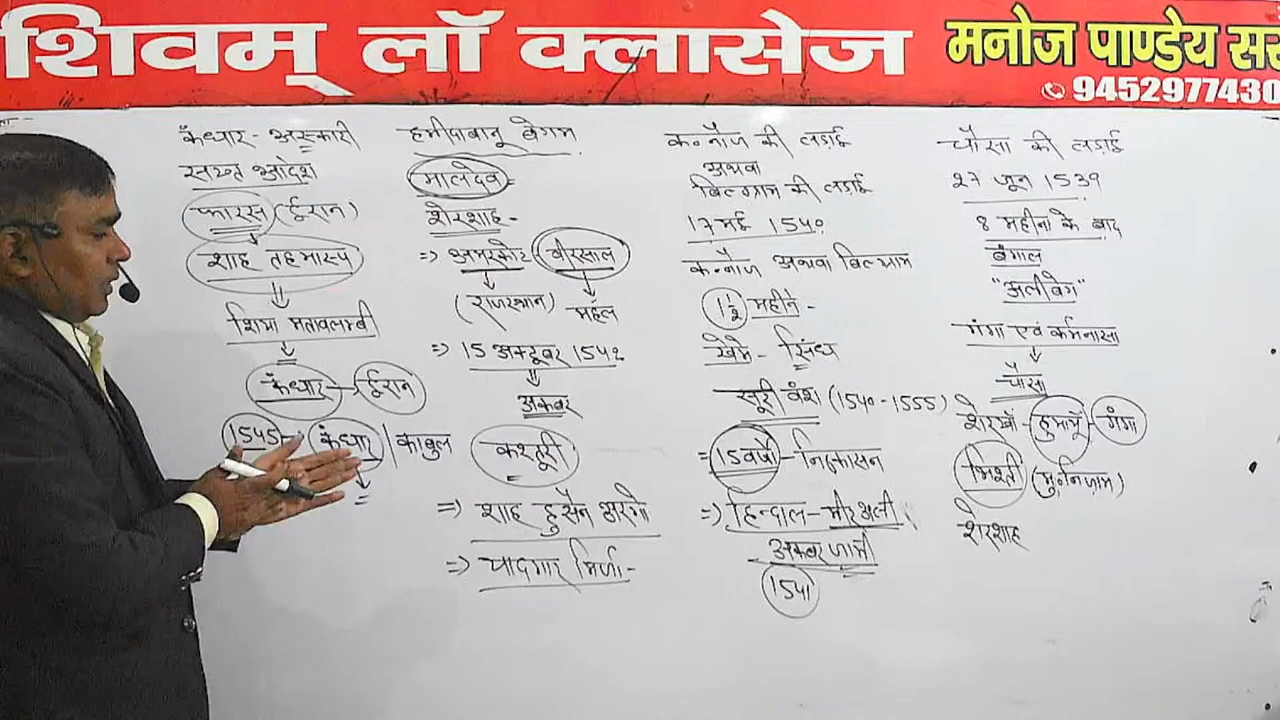 शिवम् लॉ क्लासेज
मनोज पाण्डेय सर
9452977430
कंधार - अस्करी
सख्त आदेश
फारस (ईरान)
शाह तहमास्प
शिया मतावलम्बी
कंधार → ईरान
1545 - कंधार | काबुल
हमीदाबानू बेगम
मालदेव =
शेरशाह -
⇒ अमरकोट (वीरसाल
(राजस्थान) महल
⇒ 15 अक्टूबर 1542
अकबर
कस्तूरी
⇒ शाह हुसैन अरगो
⇒ यादगार मिर्जा -
कन्नौज की लड़ाई
अथवा
बिलग्राम की लड़ाई
17 मई 1540
कन्नौज अथवा बिलग्राम
1½ महीने -
खेमे - सिंध
सूरी वंश (1540 - 1555)
= 15 वर्षो - निष्कासन
⇒ हिन्दाल - मीरअली
अकबर जामी
1541
चौसा की लड़ाई
27 जून 1539
8 महीना के बाद
बंगाल
"अलीबेग"
गंगा एवं कर्मनासा
चौसा
शेरखाँ - हुमायूँ - गंगा
भिश्ती (मु. निज़ाम)
शेरशाह